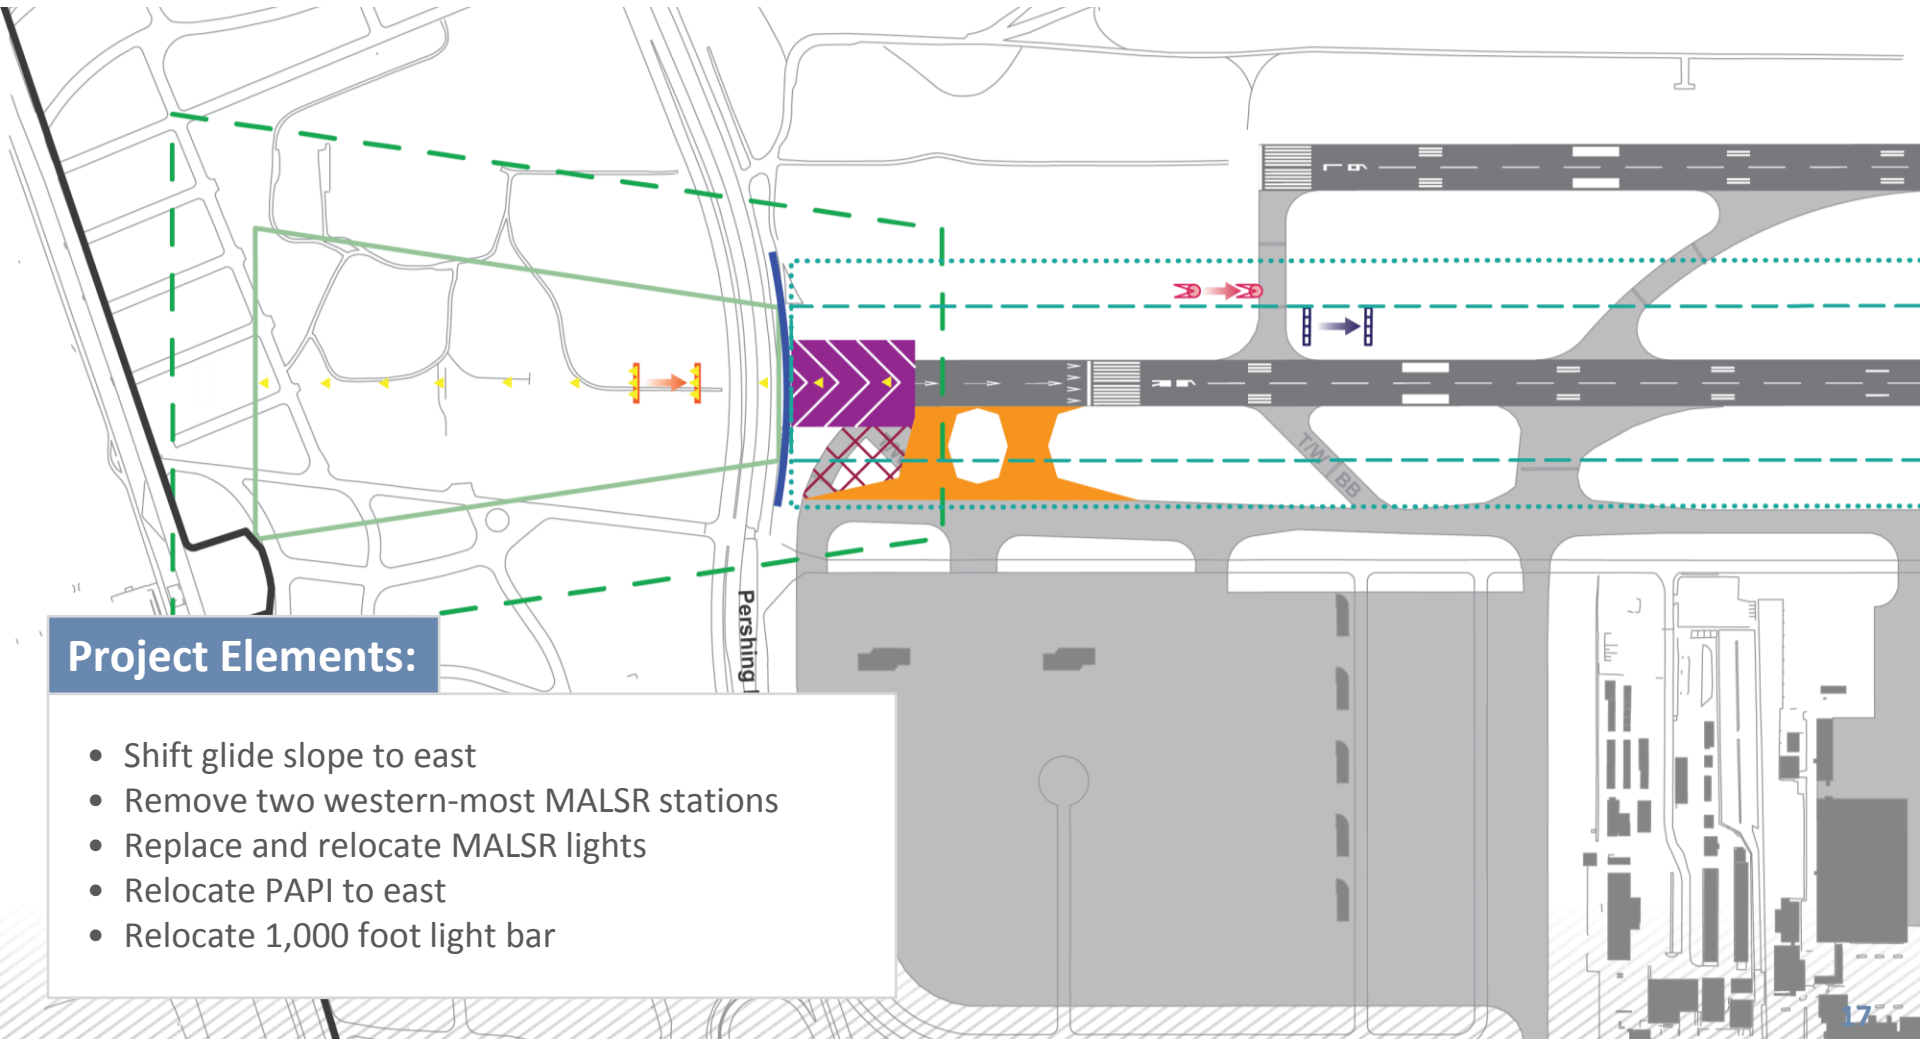 Pershing
T/W BB
Project Elements:
• Shift glide slope to east
• Remove two western-most MALSR stations
• Replace and relocate MALSR lights
• Relocate PAPI to east
• Relocate 1,000 foot light bar
17